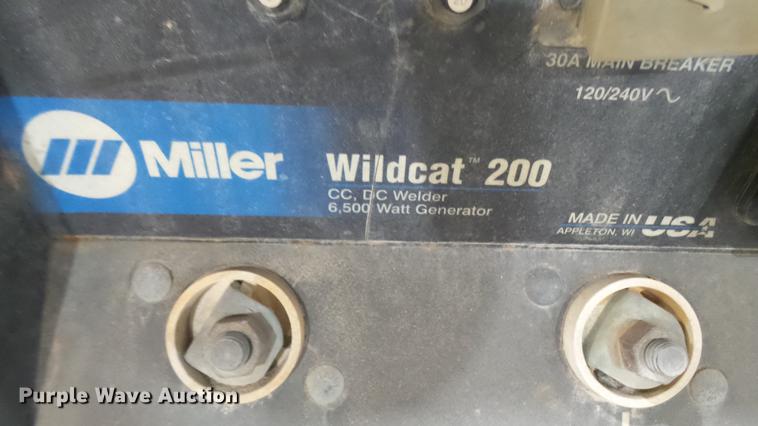 30A MAIN BREAKER
120/240V
Miller
Wildcat™ 200
CC, DC Welder
6,500 Watt Generator
MADE IN USA
APPLETON, WI
Purple Wave Auction